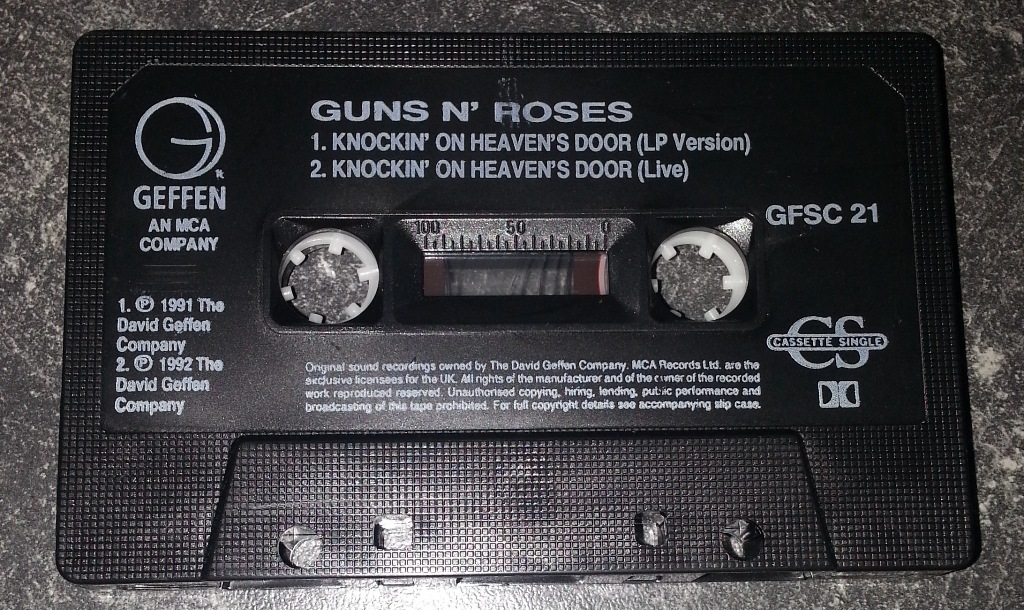 GUNS N' ROSES
1. KNOCKIN' ON HEAVEN'S DOOR (LP Version)
2. KNOCKIN' ON HEAVEN'S DOOR (Live)
G
R
GEFFEN
AN MCA
COMPANY
GFSC 21
100 50 0
1. ℗ 1991 The
David Geffen
Company
2. ℗ 1992 The
David Geffen
Company
CS
CASSETTE SINGLE
Original sound recordings owned by The David Geffen Company. MCA Records Ltd. are the
exclusive licensees for the UK. All rights of the manufacturer and of the owner of the recorded
work reproduced reserved. Unauthorised copying, hiring, lending, public performance and
broadcasting of this tape prohibited. For full copyright details see accompanying slip case.